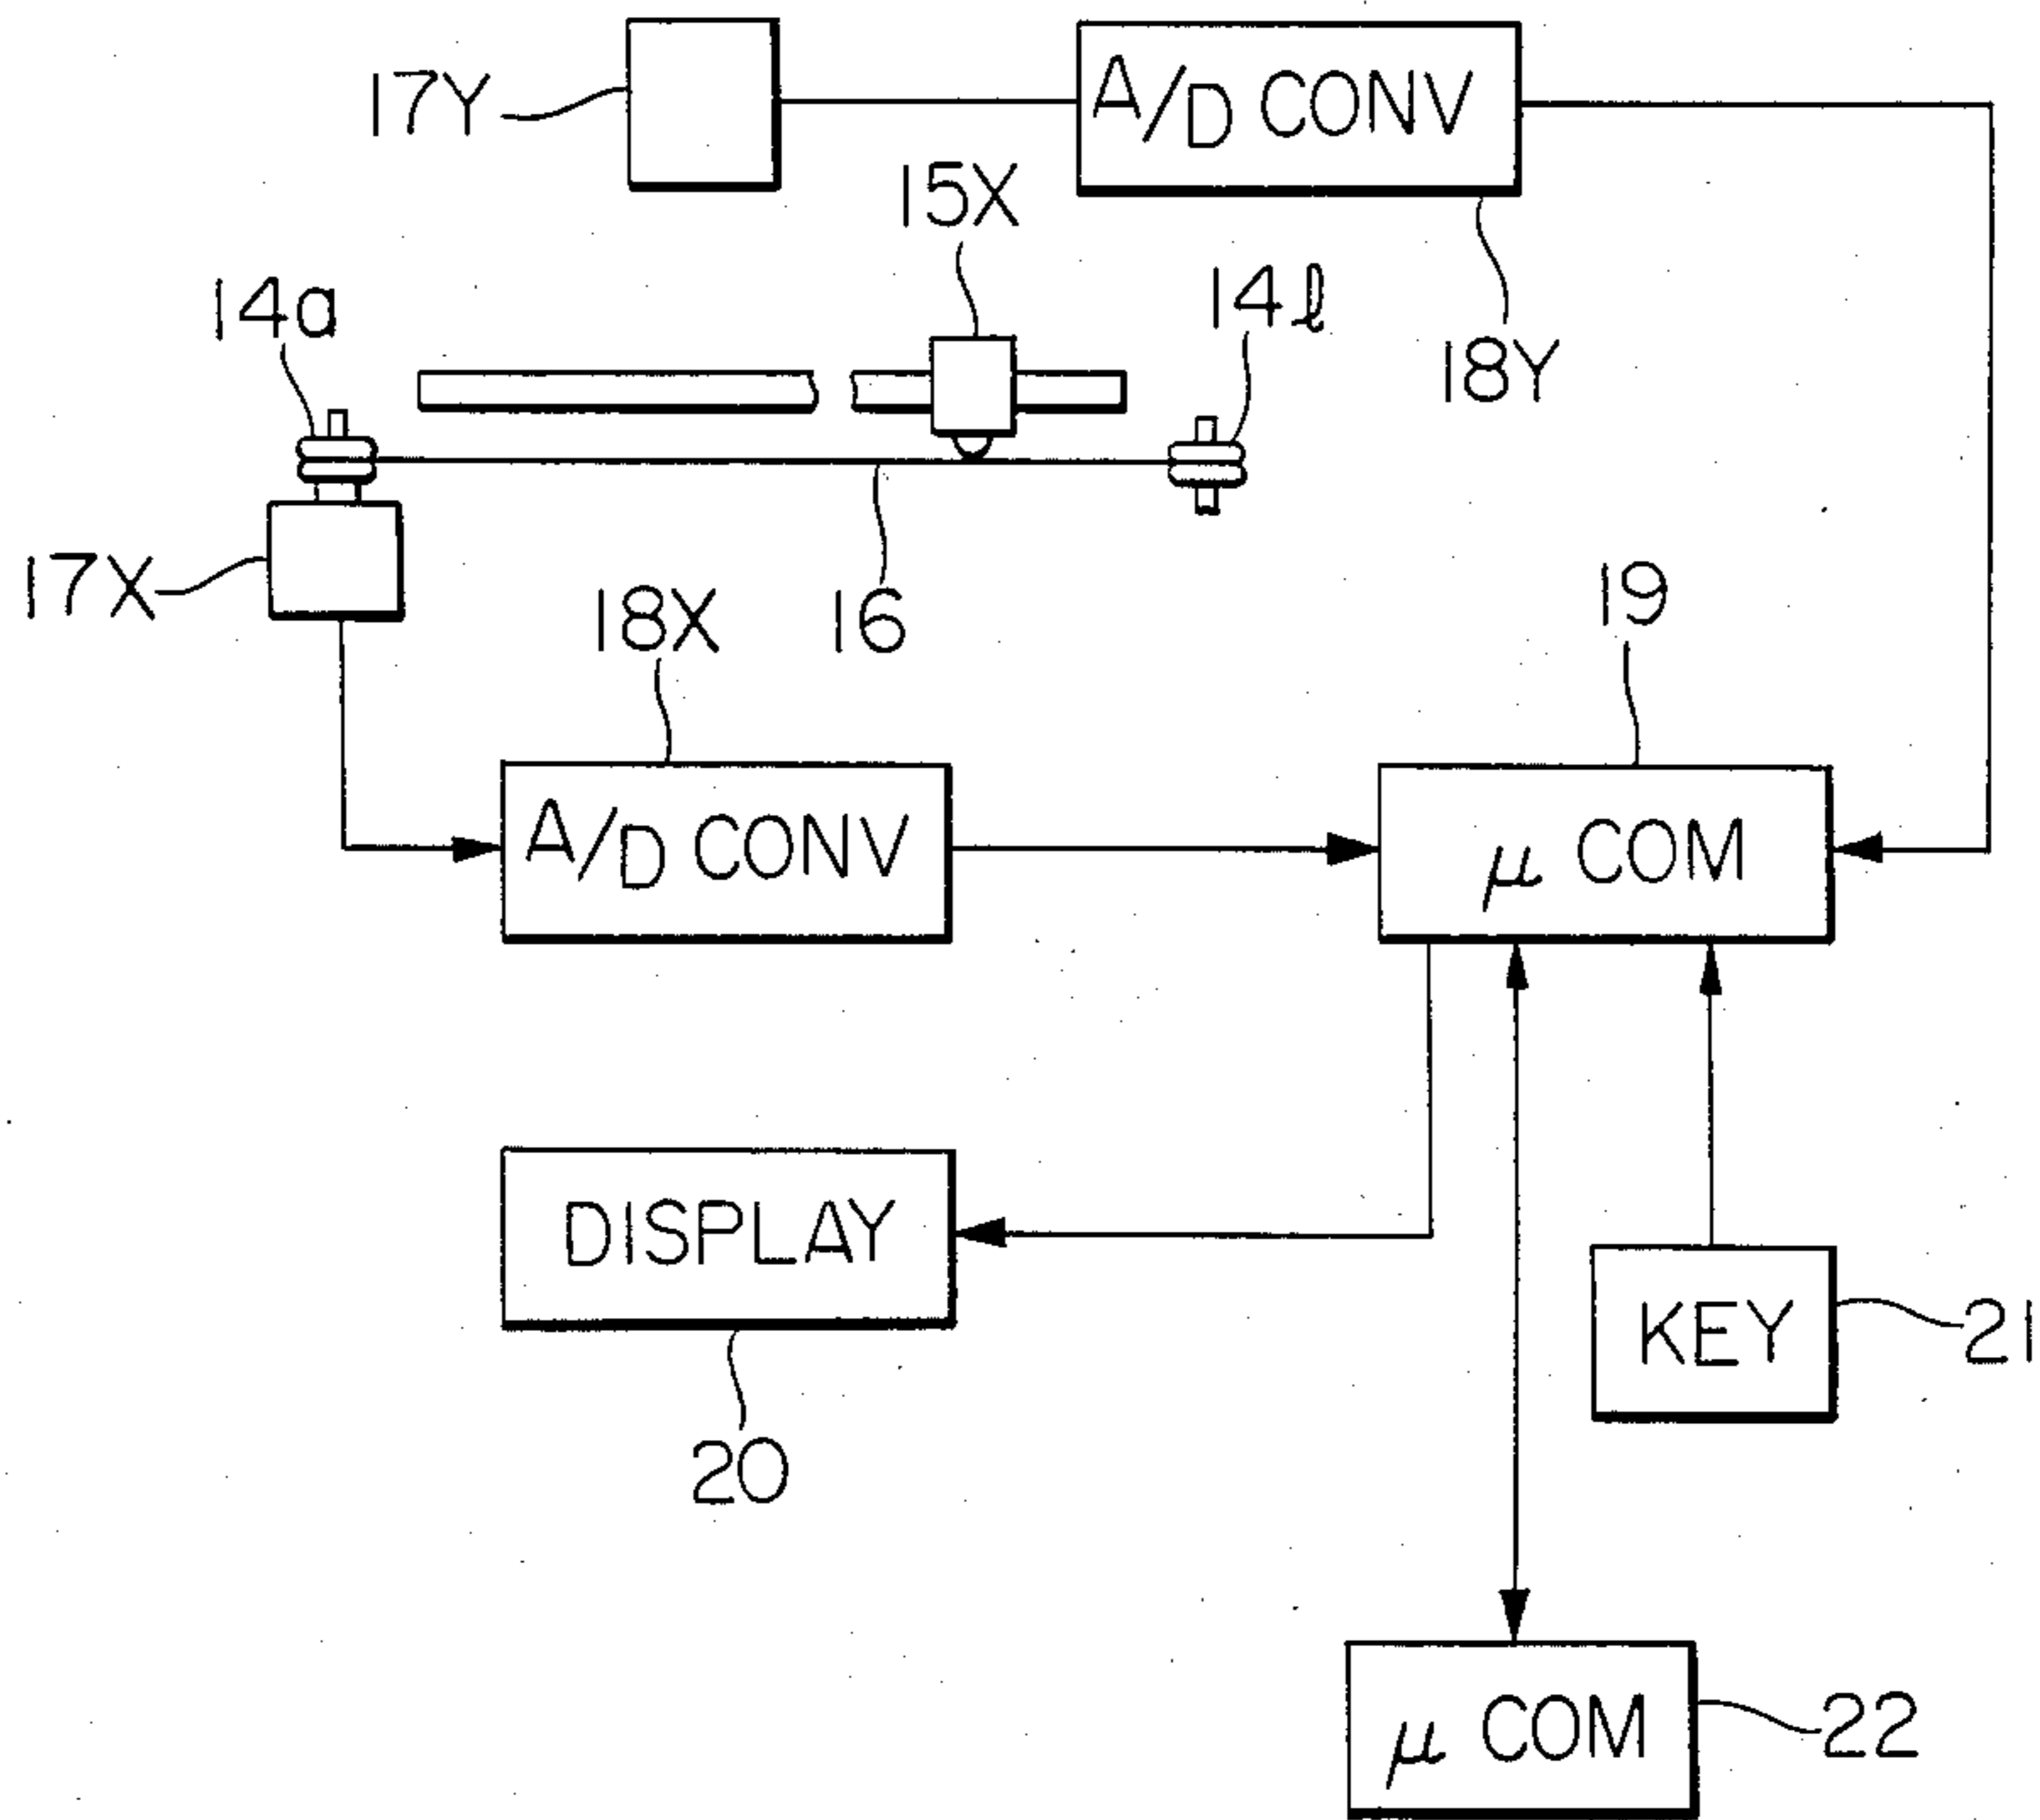 17Y
A/D CONV
15X
14a
14ℓ
18Y
17X
18X
16
19
A/D CONV
μ COM
DISPLAY
KEY
21
20
μ COM
22